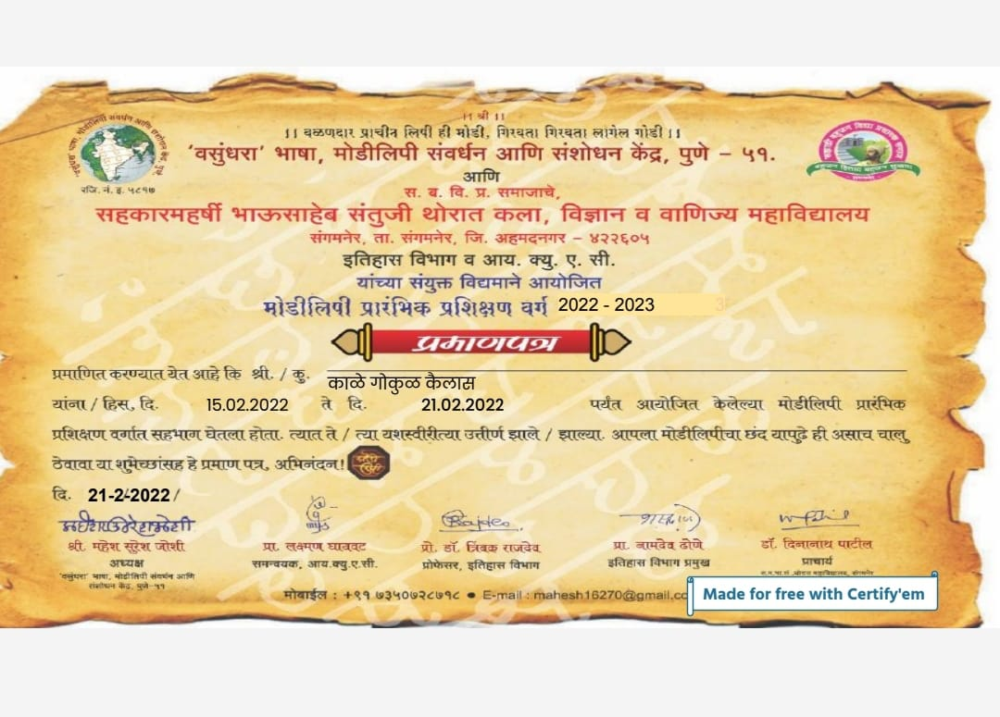 ।। श्री ।।
।। वळणदार प्राचीन लिपी ही मोडी, गिरवता गिरवता लागेल गोडी ।।
'वसुंधरा' भाषा, मोडीलिपी संवर्धन आणि संशोधन केंद्र, पुणे – ५१.
रजि. नं. इ. ५८१७
आणि
स. ब. वि. प्र. समाजाचे,
सहकारमहर्षी भाऊसाहेब संतुजी थोरात कला, विज्ञान व वाणिज्य महाविद्यालय
संगमनेर, ता. संगमनेर, जि. अहमदनगर – ४२२६०५
इतिहास विभाग व आय. क्यु. ए. सी.
यांच्या संयुक्त विद्यमाने आयोजित
मोडीलिपी प्रारंभिक प्रशिक्षण वर्ग 2022 - 2023
प्रमाणपत्र
प्रमाणित करण्यात येत आहे कि श्री. / कु. काळे गोकुळ कैलास
यांना / हिस, दि. 15.02.2022 ते दि. 21.02.2022 पर्यंत आयोजित केलेल्या मोडीलिपी प्रारंभिक
प्रशिक्षण वर्गात सहभाग घेतला होता. त्यात ते / त्या यशस्वीरीत्या उत्तीर्ण झाले / झाल्या. आपला मोडीलिपीचा छंद यापुढे ही असाच चालु
ठेवावा या शुभेच्छांसह हे प्रमाण पत्र, अभिनंदन!
दि. 21-2-2022 /
श्री. महेश सुरेश जोशी प्रा. लक्ष्मण घायवट प्रो. डॉ. त्रिंबक राजदेव प्रा. नामदेव ढोणे डॉ. दिनानाथ पाटील
अध्यक्ष समन्वयक, आय.क्यु.ए.सी. प्रोफेसर, इतिहास विभाग इतिहास विभाग प्रमुख प्राचार्य
'वसुंधरा' भाषा, मोडीलिपी संवर्धन आणि
संशोधन केंद्र, पुणे-५१
मोबाईल : +९१ ७३५०७२८७१८ ● E-mail : mahesh16270@gmail.co
Made for free with Certify'em